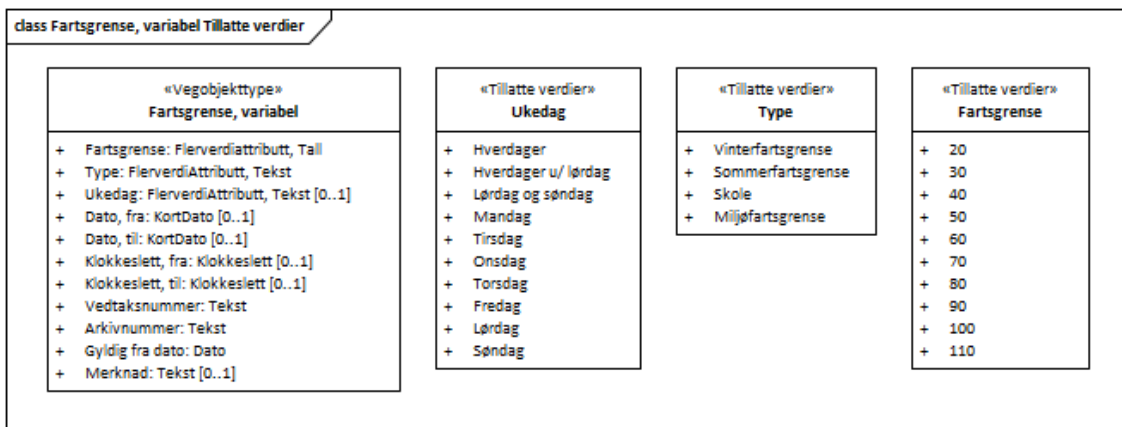 class Fartsgrense, variabel Tillatte verdier
«Vegobjekttype»
Fartsgrense, variabel
+ Fartsgrense: Flerverdiattributt, Tall
+ Type: FlerverdiAttributt, Tekst
+ Ukedag: FlerverdiAttributt, Tekst [0..1]
+ Dato, fra: KortDato [0..1]
+ Dato, til: KortDato [0..1]
+ Klokkeslett, fra: Klokkeslett [0..1]
+ Klokkeslett, til: Klokkeslett [0..1]
+ Vedtaksnummer: Tekst
+ Arkivnummer: Tekst
+ Gyldig fra dato: Dato
+ Merknad: Tekst [0..1]
«Tillatte verdier»
Ukedag
+ Hverdager
+ Hverdager u/ lørdag
+ Lørdag og søndag
+ Mandag
+ Tirsdag
+ Onsdag
+ Torsdag
+ Fredag
+ Lørdag
+ Søndag
«Tillatte verdier»
Type
+ Vinterfartsgrense
+ Sommerfartsgrense
+ Skole
+ Miljøfartsgrense
«Tillatte verdier»
Fartsgrense
+ 20
+ 30
+ 40
+ 50
+ 60
+ 70
+ 80
+ 90
+ 100
+ 110